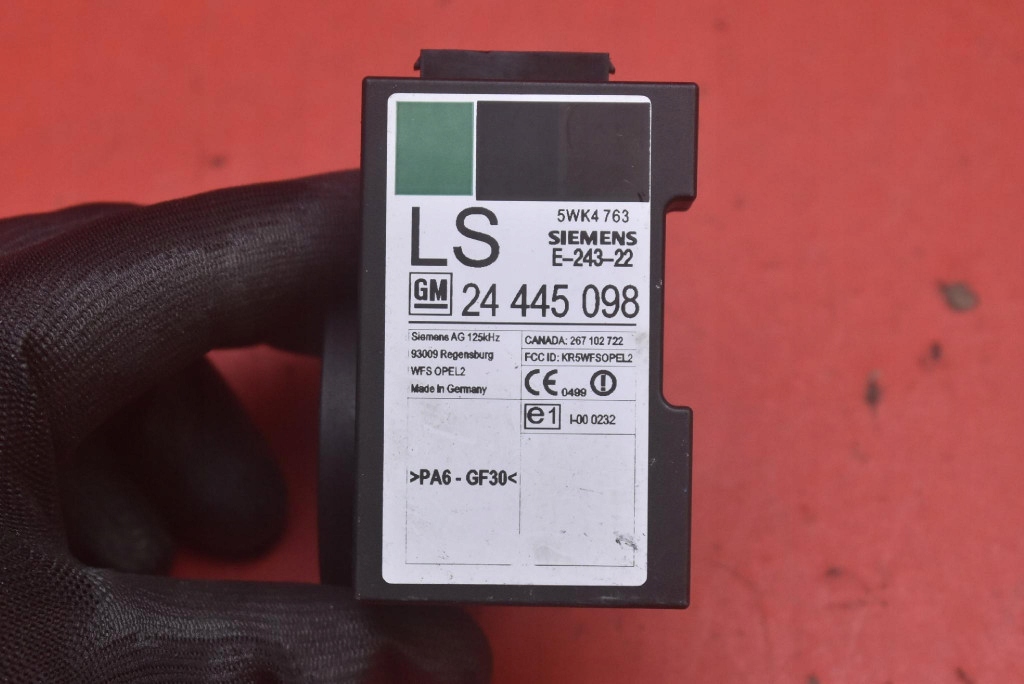 LS
5WK4 763
SIEMENS
E-243-22
GM 24 445 098
Siemens AG 125kHz
93009 Regensburg
WFS OPEL2
Made in Germany
CANADA: 267 102 722
FCC ID: KR5WFSOPEL2
CE 0499 !
e1 I-00 0232
>PA6 - GF30<